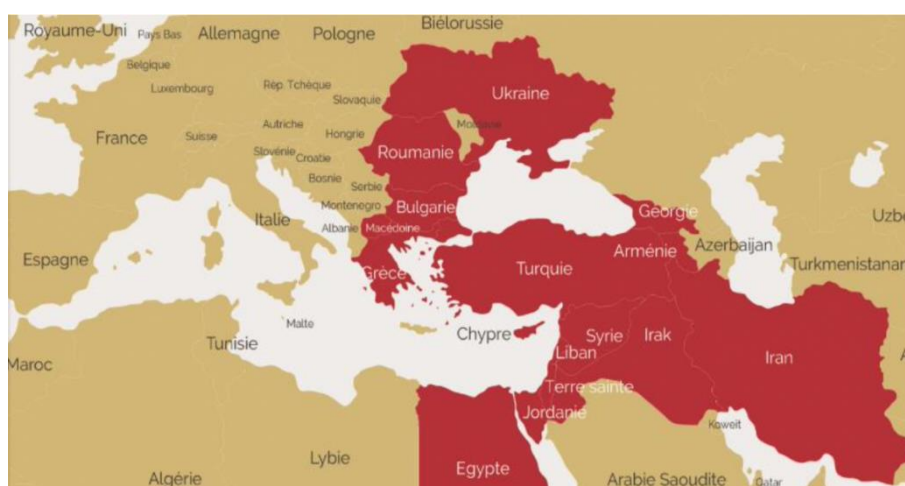 Biélorussie
Royaume-Uni
Pays Bas
Allemagne
Pologne
Belgique
Luxembourg
Rép. Tchèque
Slovaquie
Ukraine
France
Suisse
Autriche
Hongrie
Moldavie
Slovénie
Croatie
Roumanie
Bosnie
Serbie
Italie
Montenegro
Bulgarie
Géorgie
Albanie
Macédoine
Arménie
Azerbaijan
Espagne
Grèce
Turquie
Turkmenistanan
Malte
Tunisie
Chypre
Syrie
Irak
Liban
Iran
Maroc
Terre sainte
Jordanie
Koweit
Lybie
Egypte
Algérie
Arabie Saoudite
Qatar